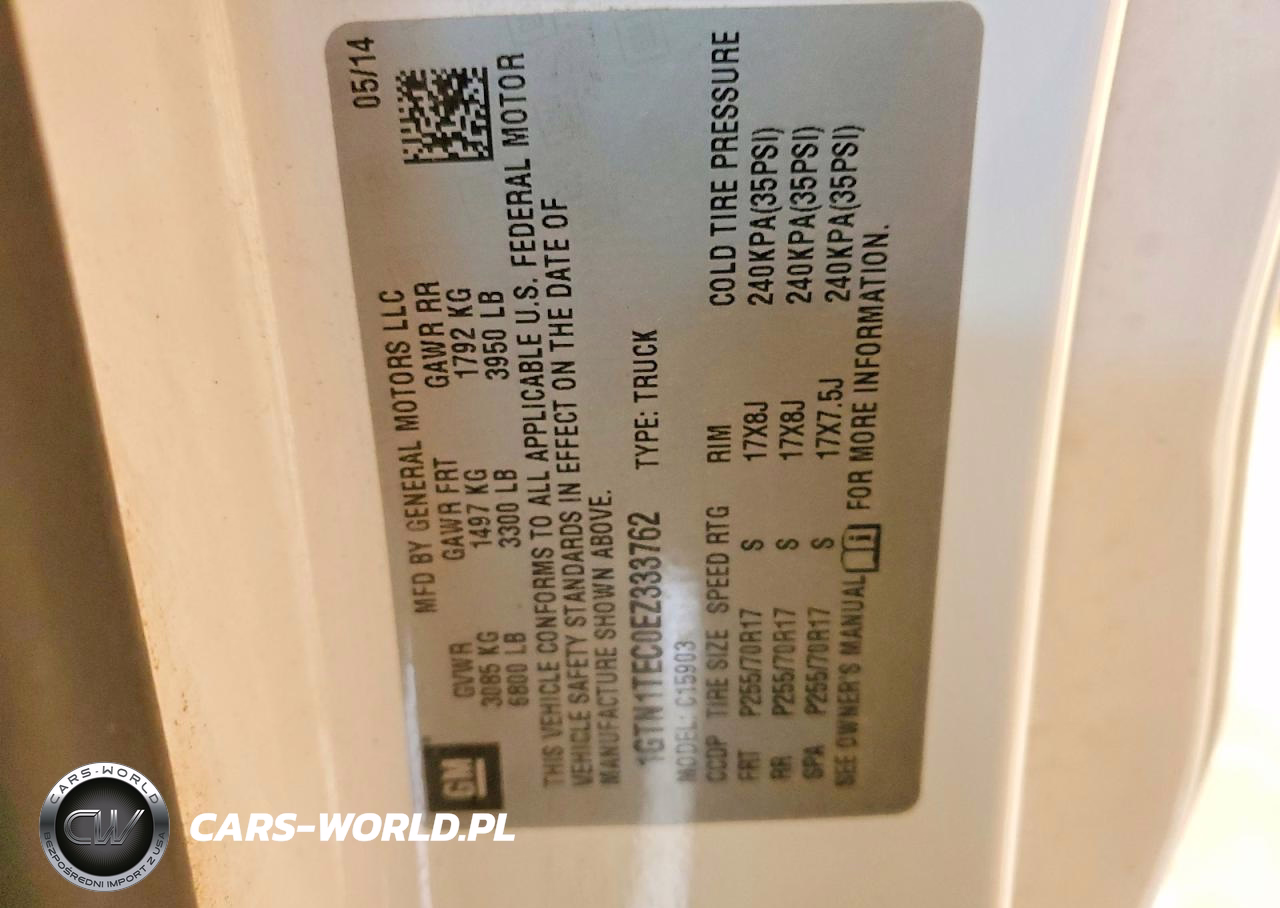 MFD BY GENERAL MOTORS LLC 05/14
GVWR GAWR FRT GAWR RR
3085 KG 1497 KG 1792 KG
6800 LB 3300 LB 3950 LB
GM
THIS VEHICLE CONFORMS TO ALL APPLICABLE U.S. FEDERAL MOTOR
VEHICLE SAFETY STANDARDS IN EFFECT ON THE DATE OF
MANUFACTURE SHOWN ABOVE.
1GTN1TEC0EZ333762 TYPE: TRUCK
MODEL: C15903
CCDP TIRE SIZE SPEED RTG RIM COLD TIRE PRESSURE
FRT P255/70R17 S 17X8J 240KPA(35PSI)
RR P255/70R17 S 17X8J 240KPA(35PSI)
SPA P255/70R17 S 17X7.5J 240KPA(35PSI)
SEE OWNER'S MANUAL FOR MORE INFORMATION.
CARS-WORLD
CW
BEZPOŚREDNI IMPORT Z USA
CARS-WORLD.PL